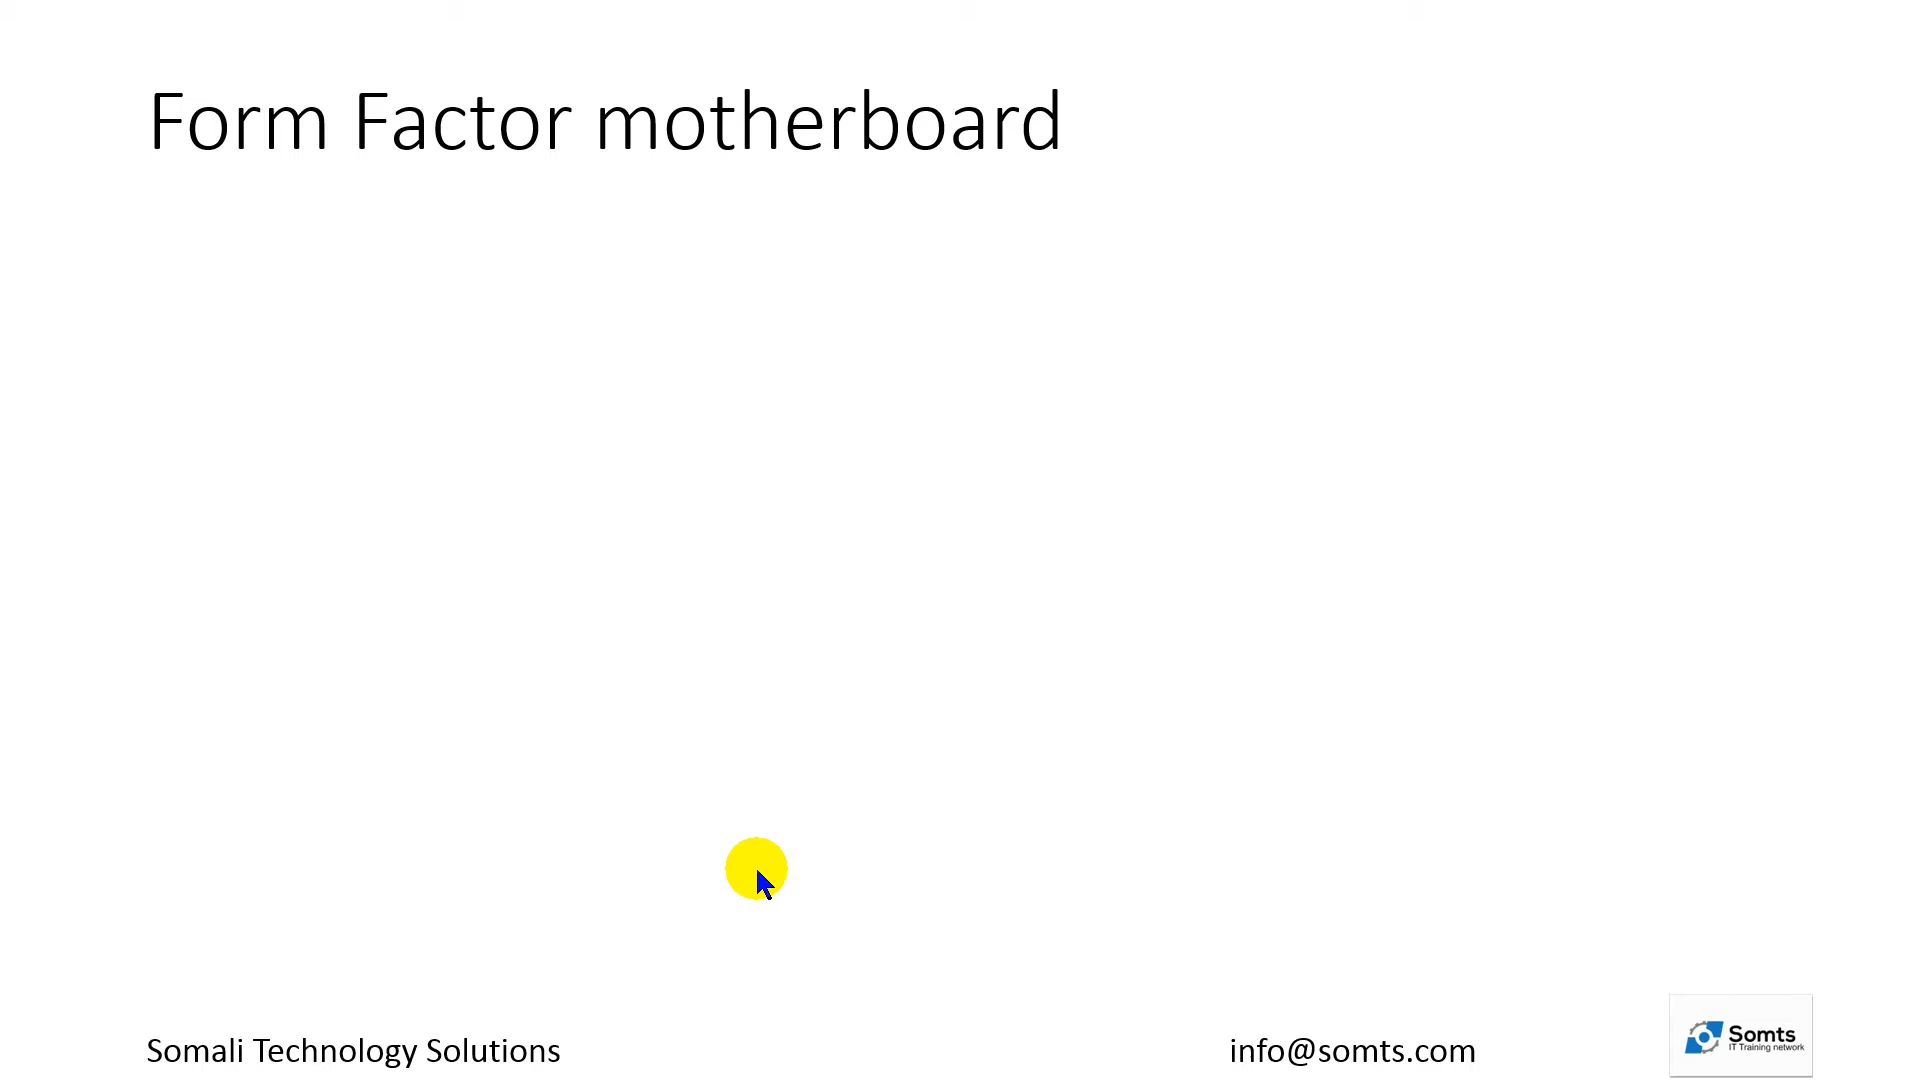 Form Factor motherboard
Somali Technology Solutions
info@somts.com
Somts
IT Training network